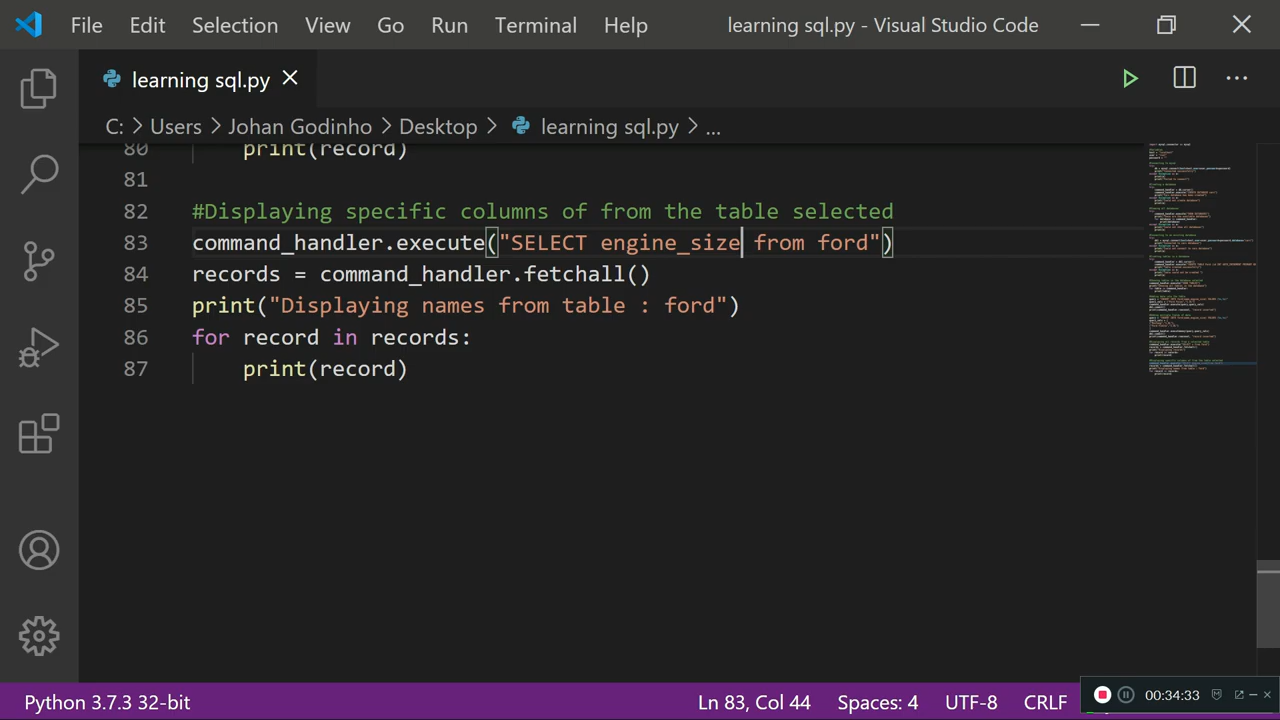 File Edit Selection View Go Run Terminal Help learning sql.py - Visual Studio Code
learning sql.py
C: > Users > Johan Godinho > Desktop > learning sql.py > ...
80 print(record)
81
82 #Displaying specific columns of from the table selected
83 command_handler.execute("SELECT engine_size from ford")
84 records = command_handler.fetchall()
85 print("Displaying names from table : ford")
86 for record in records:
87 print(record)
Python 3.7.3 32-bit Ln 83, Col 44 Spaces: 4 UTF-8 CRLF 00:34:33